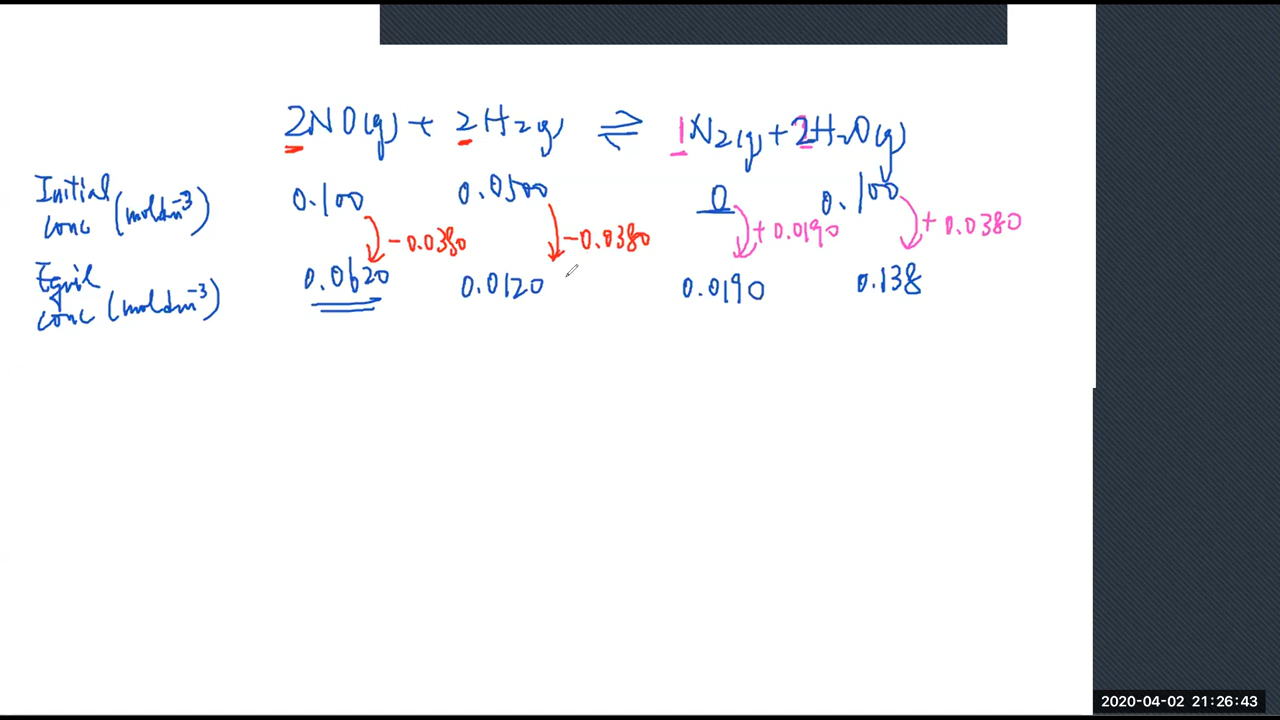 2NO(g) + 2H₂(g) ⇌ 1N₂(g) + 2H₂O(g)
Initial conc (moldm⁻³) 0.100 0.0500 0 0.100
-0.0380 -0.0380 +0.0190 +0.0380
Equil conc (moldm⁻³) 0.0620 0.0120 0.0190 0.138
2020-04-02 21:26:43